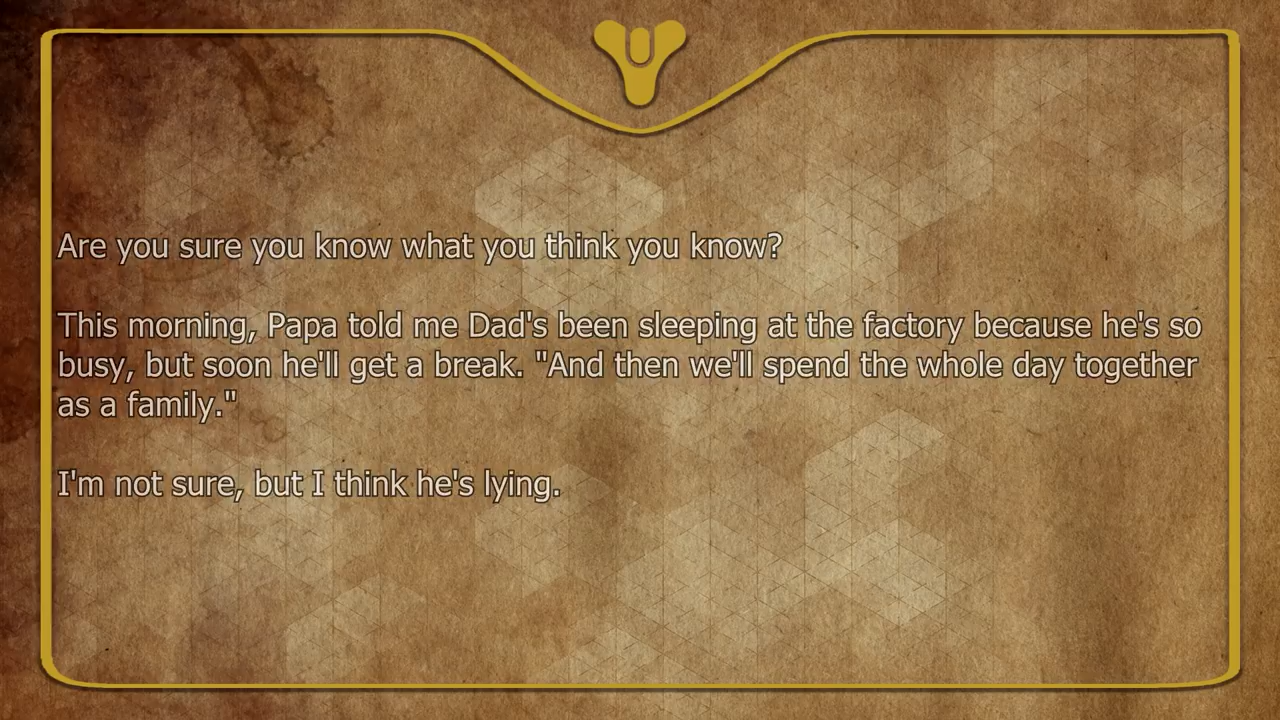 Are you sure you know what you think you know?
This morning, Papa told me Dad's been sleeping at the factory because he's so
busy, but soon he'll get a break. "And then we'll spend the whole day together
as a family."
I'm not sure, but I think he's lying.